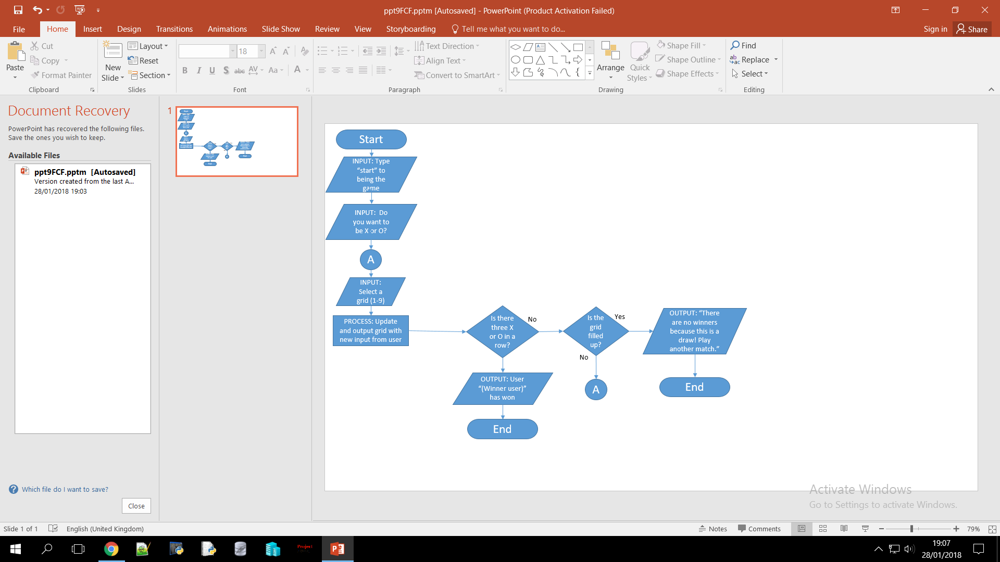 ppt9FCF.pptm [Autosaved] - PowerPoint (Product Activation Failed)
File
Home
Insert
Design
Transitions
Animations
Slide Show
Review
View
Storyboarding
Tell me what you want to do...
Sign in
Share
Paste
Cut
Copy
Format Painter
Clipboard
New
Slide
Layout
Reset
Section
Slides
18
B I U S abc AV Aa A
Font
Text Direction
Align Text
Convert to SmartArt
Paragraph
Arrange
Quick
Styles
Shape Fill
Shape Outline
Shape Effects
Drawing
Find
Replace
Select
Editing
Document Recovery
PowerPoint has recovered the following files.
Save the ones you wish to keep.
Available Files
ppt9FCF.pptm [Autosaved]
Version created from the last A...
28/01/2018 19:03
Which file do I want to save?
Close
1
Start
INPUT: Type
“start” to
being the
game
INPUT: Do
you want to
be X or O?
A
INPUT:
Select a
grid (1-9)
PROCESS: Update
and output grid with
new input from user
Is there
three X
or O in a
row?
No
OUTPUT: User
“(Winner user)”
has won
End
Is the
grid
filled
up?
Yes
No
A
OUTPUT: “There
are no winners
because this is a
draw! Play
another match.”
End
Activate Windows
Go to Settings to activate Windows.
Slide 1 of 1
English (United Kingdom)
Notes
Comments
79%
Project
19:07
28/01/2018